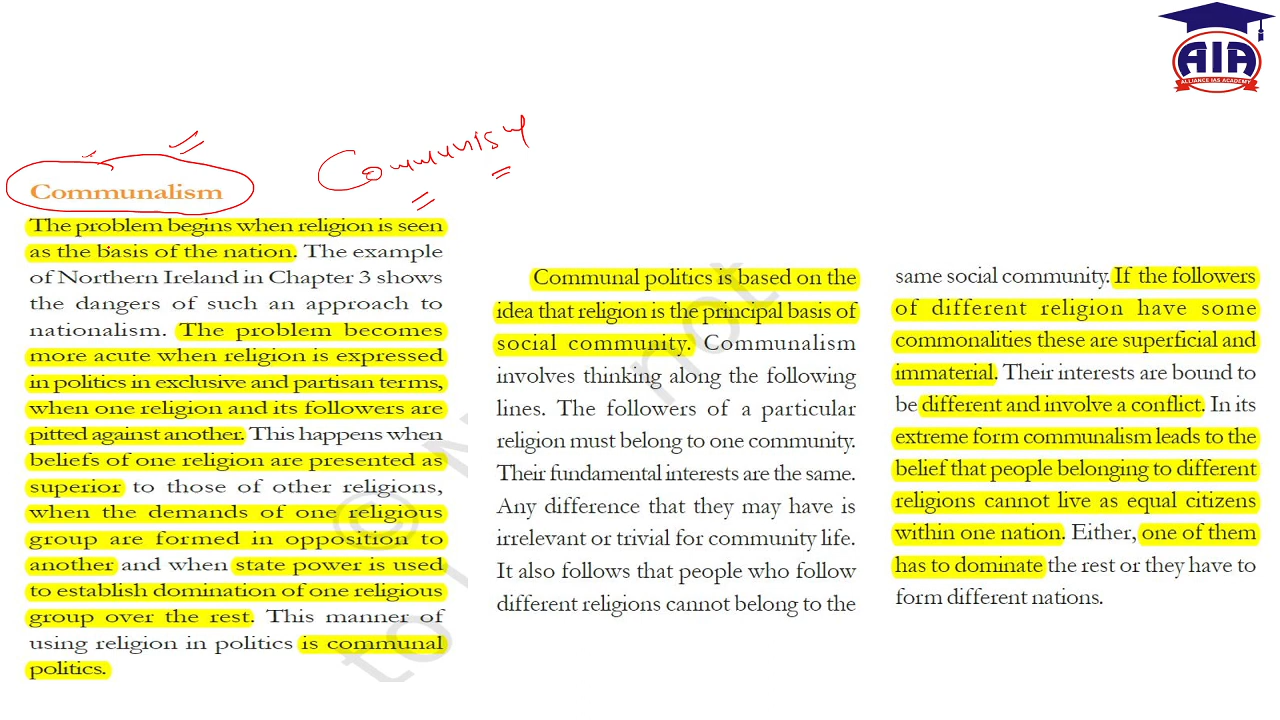 AIA
ALLIANCE IAS ACADEMY
Communism
Communalism
The problem begins when religion is seen
as the basis of the nation. The example
of Northern Ireland in Chapter 3 shows
the dangers of such an approach to
nationalism. The problem becomes
more acute when religion is expressed
in politics in exclusive and partisan terms,
when one religion and its followers are
pitted against another. This happens when
beliefs of one religion are presented as
superior to those of other religions,
when the demands of one religious
group are formed in opposition to
another and when state power is used
to establish domination of one religious
group over the rest. This manner of
using religion in politics is communal
politics.
Communal politics is based on the
idea that religion is the principal basis of
social community. Communalism
involves thinking along the following
lines. The followers of a particular
religion must belong to one community.
Their fundamental interests are the same.
Any difference that they may have is
irrelevant or trivial for community life.
It also follows that people who follow
different religions cannot belong to the
same social community. If the followers
of different religion have some
commonalities these are superficial and
immaterial. Their interests are bound to
be different and involve a conflict. In its
extreme form communalism leads to the
belief that people belonging to different
religions cannot live as equal citizens
within one nation. Either, one of them
has to dominate the rest or they have to
form different nations.
© not
to